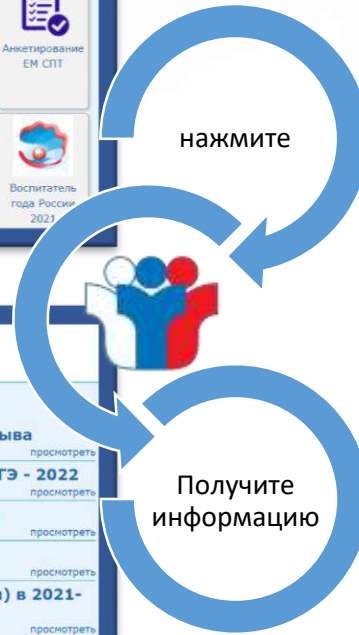 Анкетирование
ЕМ СПТ
Воспитатель
года России
2021
нажмите
ыва
просмотреть
ГЭ - 2022
просмотреть
просмотреть
просмотреть
) в 2021-
просмотреть
Получите
информацию